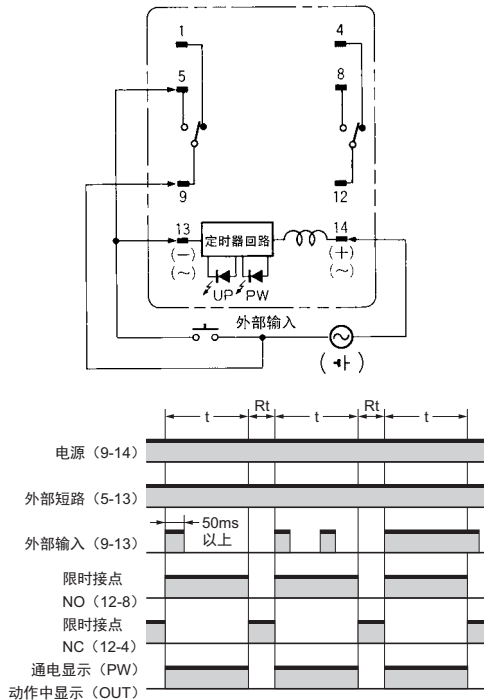 1
4
5
8
9
12
13
定时器回路
14
(−)
(∼)
UP
PW
(+)
(∼)
外部输入
t
Rt
t
Rt
t
电源（9-14）
外部短路（5-13）
50ms
以上
外部输入（9-13）
限时接点
NO（12-8）
限时接点
NC（12-4）
通电显示（PW）
动作中显示（OUT）